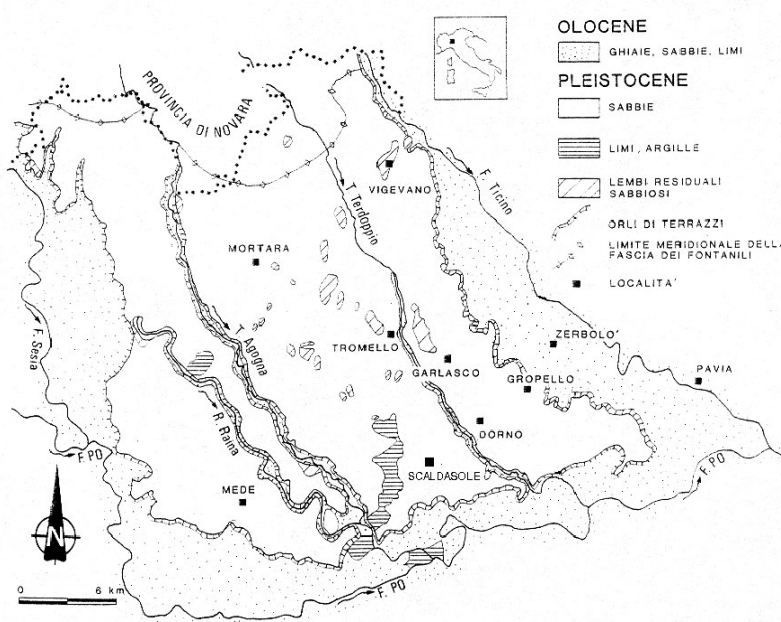 OLOCENE
GHIAIE, SABBIE, LIMI
PLEISTOCENE
SABBIE
LIMI, ARGILLE
LEMBI RESIDUALI
SABBIOSI
ORLI DI TERRAZZI
LIMITE MERIDIONALE DELLA
FASCIA DEI FONTANILI
LOCALITA'
PROVINCIA DI NOVARA
VIGEVANO
F. Ticino
T. Terdoppio
MORTARA
F. Sesia
T. Agogna
TROMELLO
ZERBOLO'
GARLASCO
GROPELLO
PAVIA
R. Raina
DORNO
F. PO
SCALDASOLE
F. PO
MEDE
N
0 6 km
F. PO